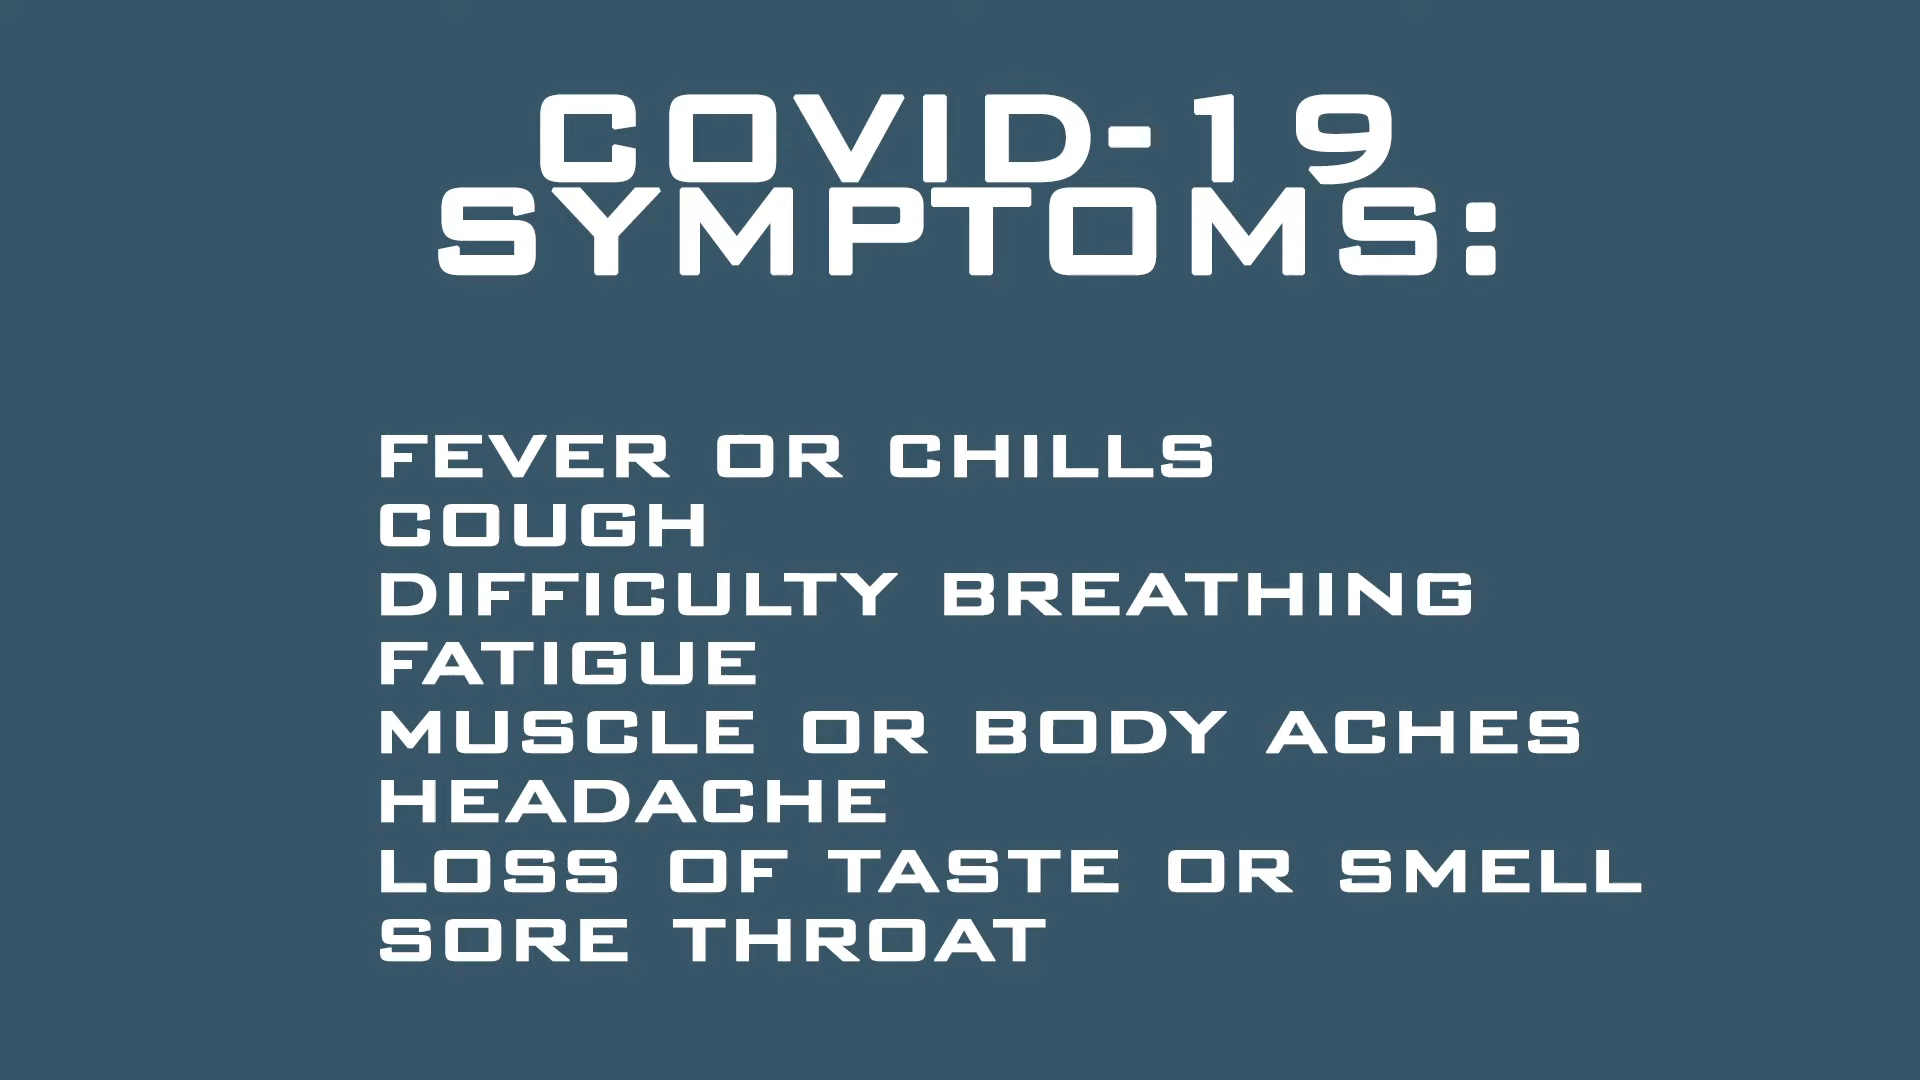 COVID-19
SYMPTOMS:
FEVER OR CHILLS
COUGH
DIFFICULTY BREATHING
FATIGUE
MUSCLE OR BODY ACHES
HEADACHE
LOSS OF TASTE OR SMELL
SORE THROAT